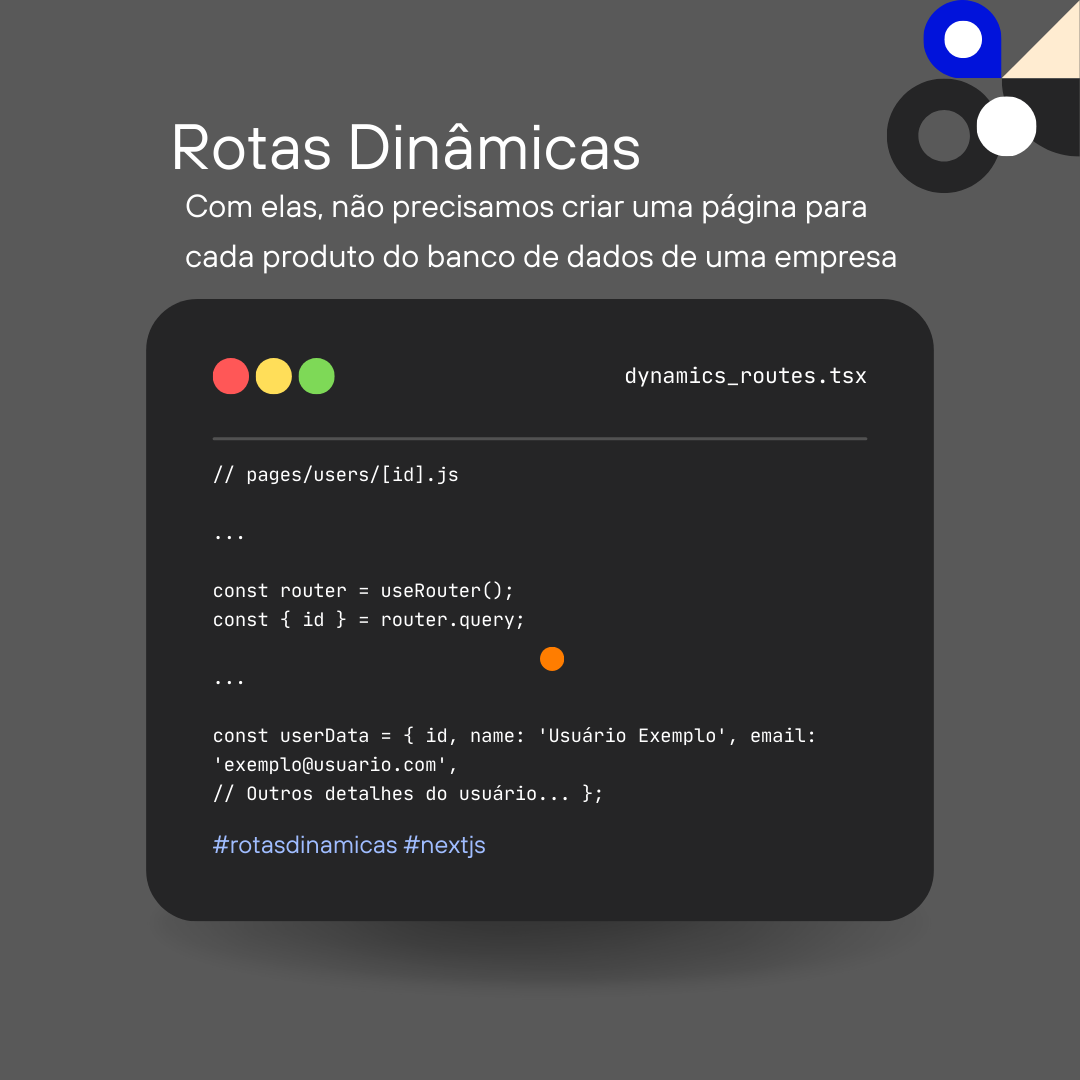 Rotas Dinâmicas
Com elas, não precisamos criar uma página para
cada produto do banco de dados de uma empresa
dynamics_routes.tsx
// pages/users/[id].js
...
const router = useRouter();
const { id } = router.query;
...
const userData = { id, name: 'Usuário Exemplo', email:
'exemplo@usuario.com',
// Outros detalhes do usuário... };
#rotasdinamicas #nextjs